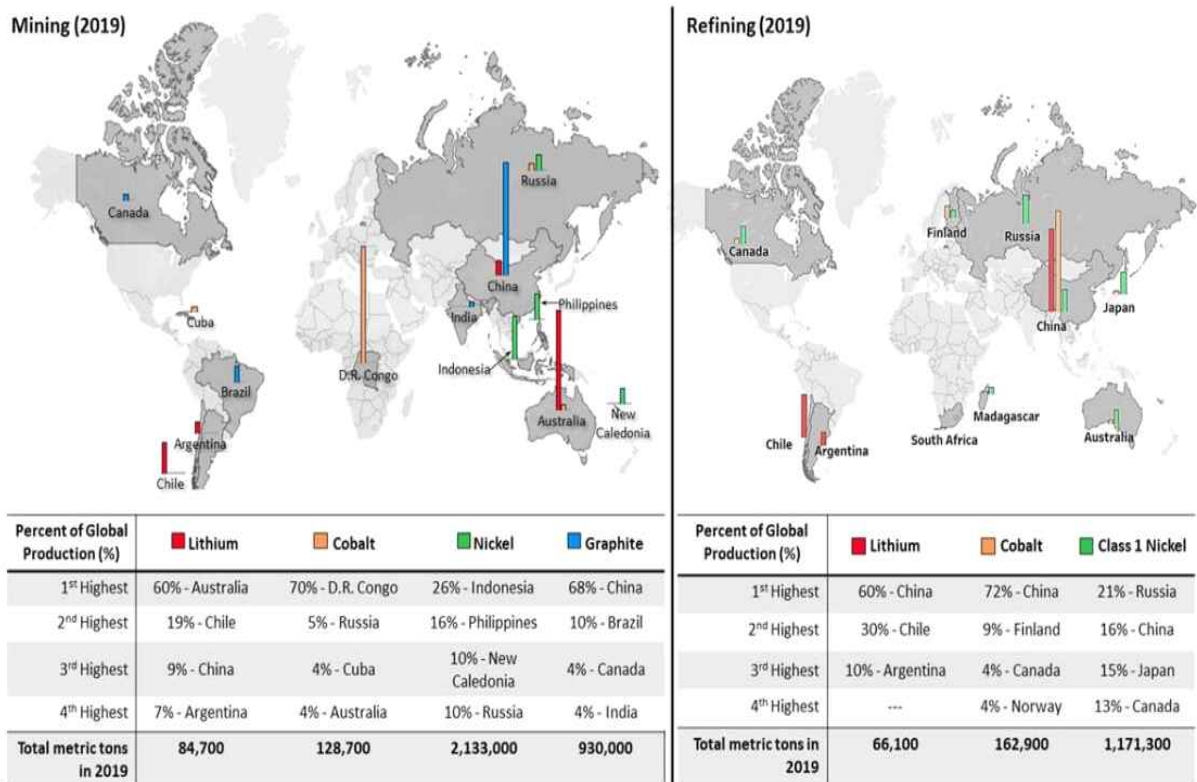 Mining (2019)
Canada
Cuba
Brazil
Argentina
Chile
D.R. Congo
Russia
China
India
Philippines
Indonesia
Australia
New
Caledonia
Percent of Global
Production (%)
Lithium
Cobalt
Nickel
Graphite
1st Highest
60% - Australia
70% - D.R. Congo
26% - Indonesia
68% - China
2nd Highest
19% - Chile
5% - Russia
16% - Philippines
10% - Brazil
3rd Highest
9% - China
4% - Cuba
10% - New
Caledonia
4% - Canada
4th Highest
7% - Argentina
4% - Australia
10% - Russia
4% - India
Total metric tons
in 2019
84,700
128,700
2,133,000
930,000
Refining (2019)
Canada
Finland
Russia
China
Japan
Chile
Argentina
South Africa
Madagascar
Australia
Percent of Global
Production (%)
Lithium
Cobalt
Class 1 Nickel
1st Highest
60% - China
72% - China
21% - Russia
2nd Highest
30% - Chile
9% - Finland
16% - China
3rd Highest
10% - Argentina
4% - Canada
15% - Japan
4th Highest
---
4% - Norway
13% - Canada
Total metric tons in
2019
66,100
162,900
1,171,300